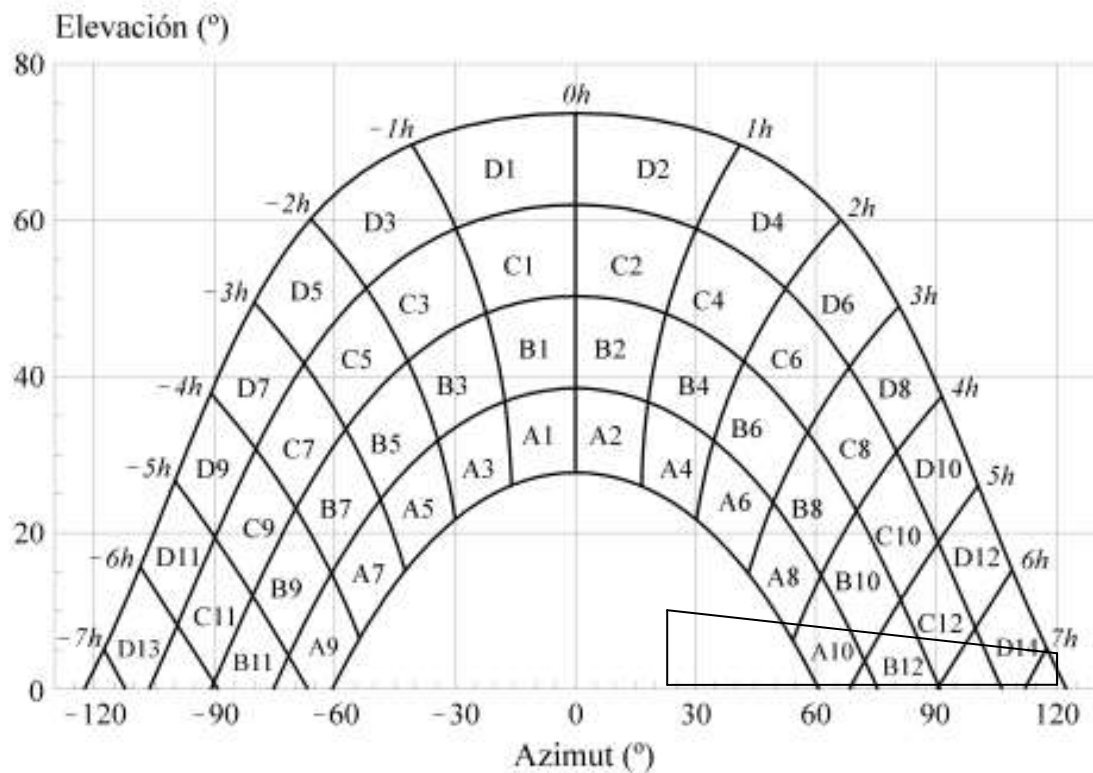 Elevación (º)
80
0h
−1h 1h
D1 D2
−2h 2h
60
D3 D4
−3h C1 C2 3h
D5 C3 C4 D6
B1 B2
−4h C5 C6 4h
40
D7 B3 B4 D8
−5h C7 B5 A1 A2 B6 C8 5h
D9 A3 A4 D10
B7 A5 A6 B8
20
C9 C10
−6h D11 D12 6h
A7 A8
B9 B10
−7h C11 C12 7h
D13 B11 A9 A10 B12 D14
0
−120 −90 −60 −30 0 30 60 90 120
Azimut (º)